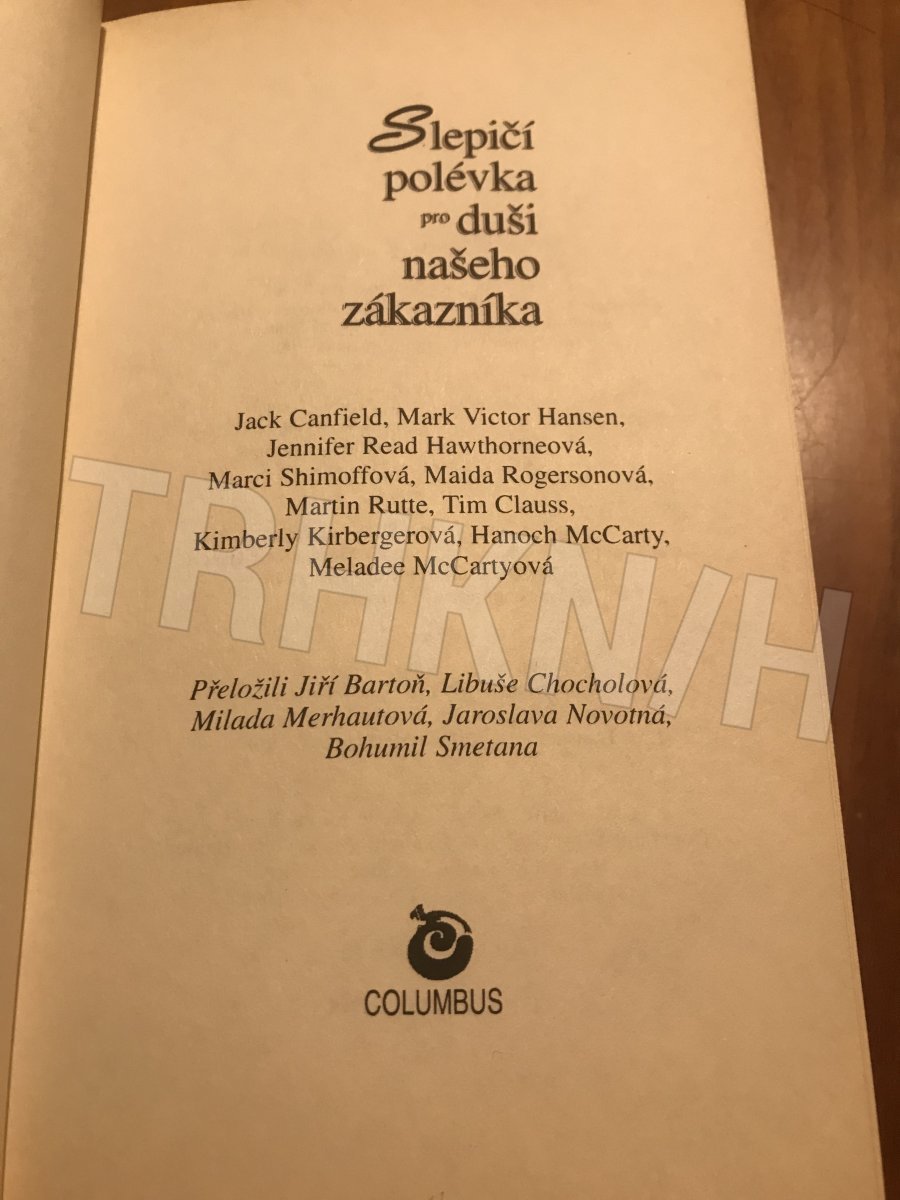 Slepičí
polévka
pro duši
našeho
zákazníka
Jack Canfield, Mark Victor Hansen,
Jennifer Read Hawthorneová,
Marci Shimoffová, Maida Rogersonová,
Martin Rutte, Tim Clauss,
Kimberly Kirbergerová, Hanoch McCarty,
Meladee McCartyová
TRHKNIH
Přeložili Jiří Bartoň, Libuše Chocholová,
Milada Merhautová, Jaroslava Novotná,
Bohumil Smetana
COLUMBUS